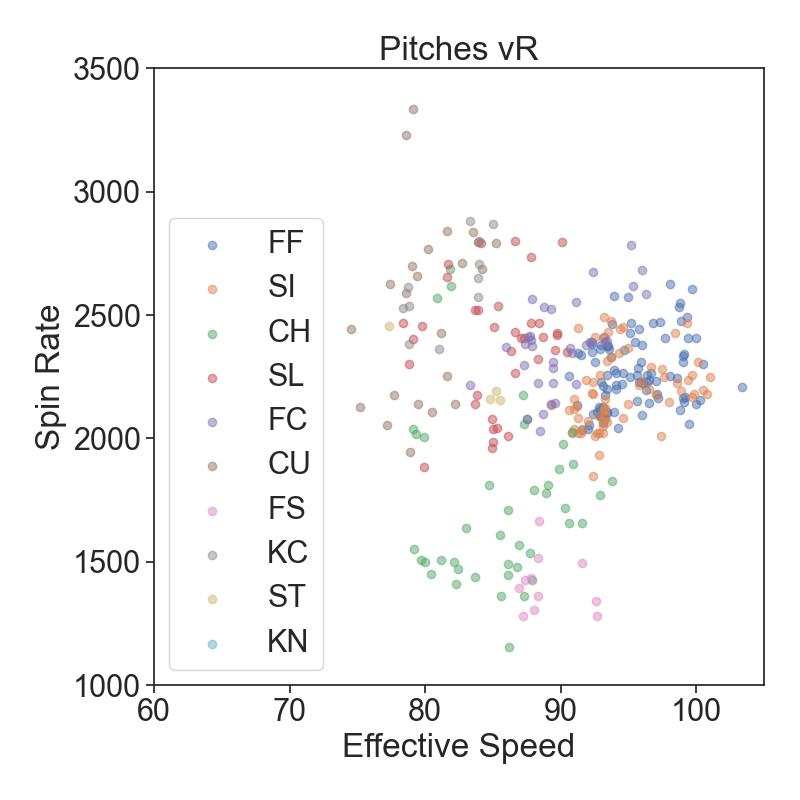 Pitches vR
3500
3000
2500
2000
1500
1000
Spin Rate
FF
SI
CH
SL
FC
CU
FS
KC
ST
KN
60 70 80 90 100
Effective Speed